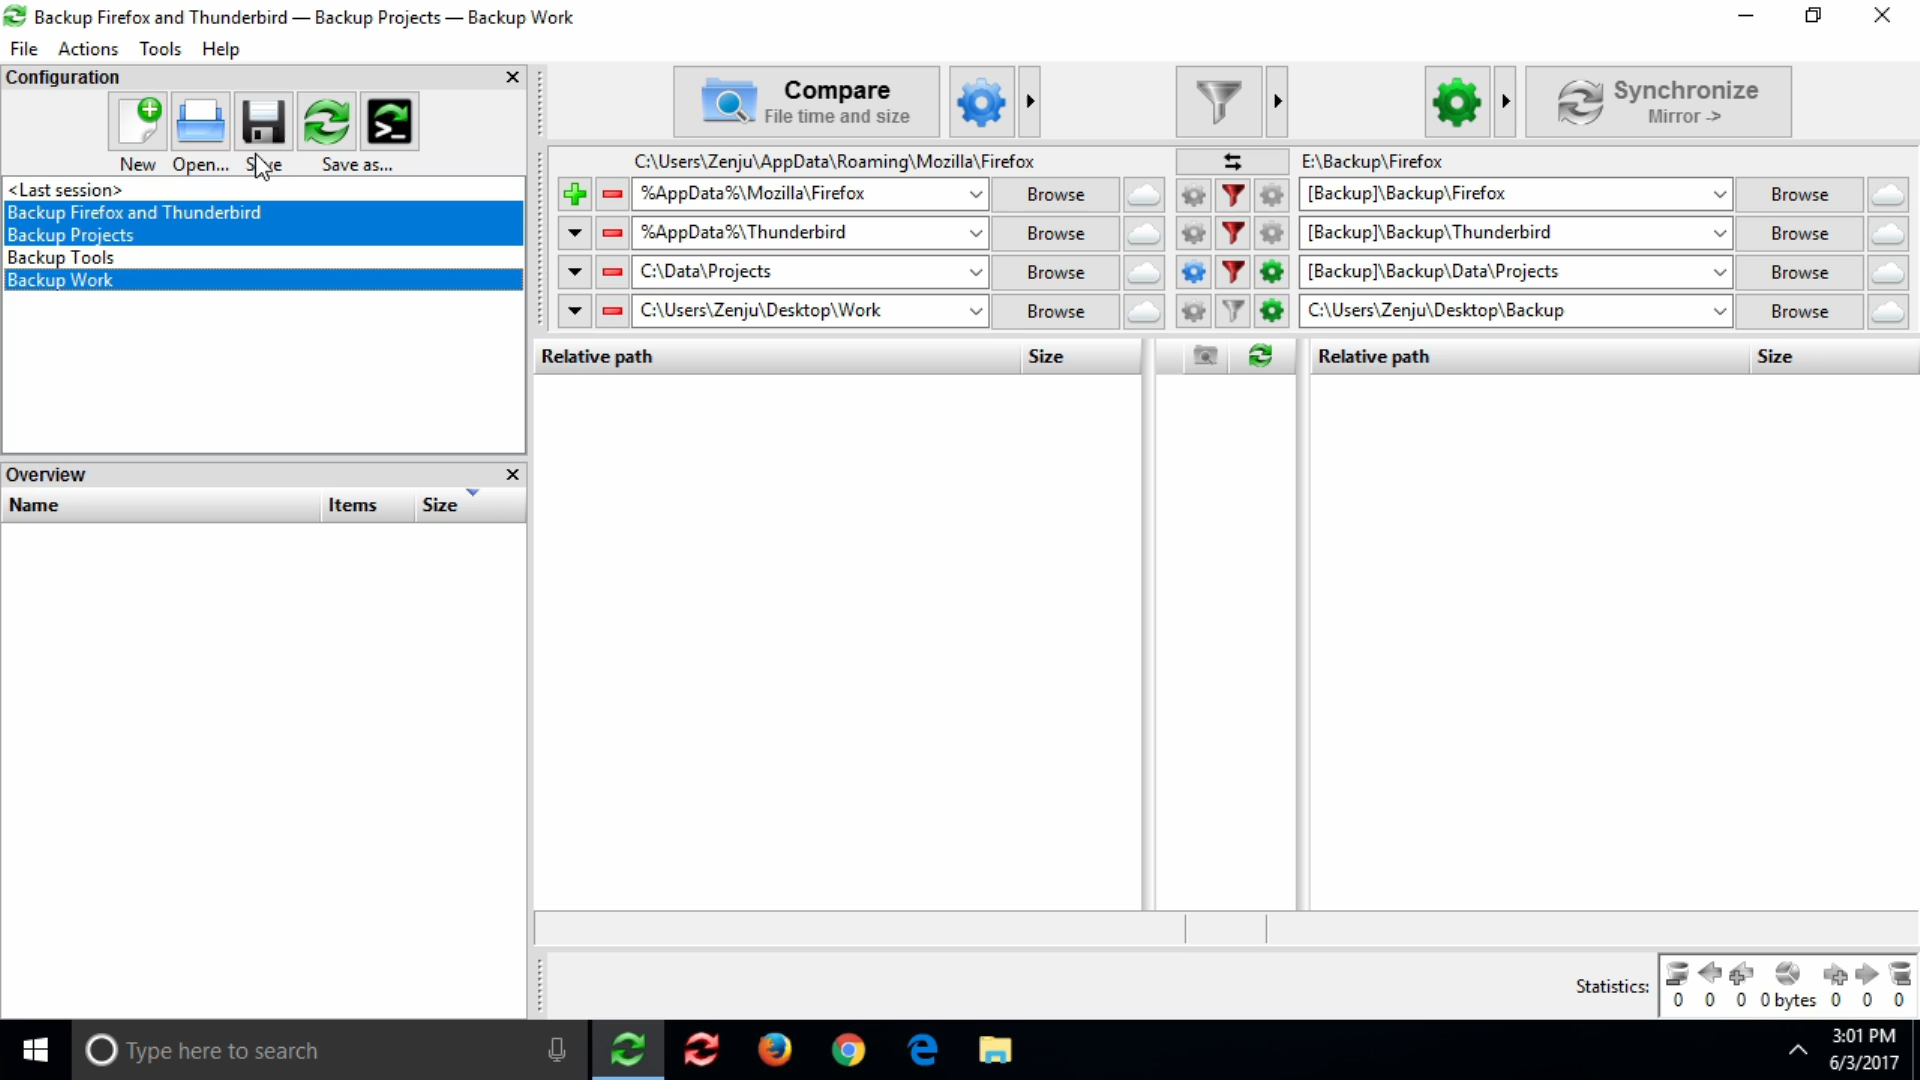 Backup Firefox and Thunderbird — Backup Projects — Backup Work
File Actions Tools Help
Configuration
New Open... Save Save as...
<Last session>
Backup Firefox and Thunderbird
Backup Projects
Backup Tools
Backup Work
Overview
Name Items Size
Compare
File time and size
Synchronize
Mirror ->
C:\Users\Zenju\AppData\Roaming\Mozilla\Firefox E:\Backup\Firefox
%AppData%\Mozilla\Firefox Browse [Backup]\Backup\Firefox Browse
%AppData%\Thunderbird Browse [Backup]\Backup\Thunderbird Browse
C:\Data\Projects Browse [Backup]\Backup\Data\Projects Browse
C:\Users\Zenju\Desktop\Work Browse C:\Users\Zenju\Desktop\Backup Browse
Relative path Size Relative path Size
Statistics: 0 0 0 0 bytes 0 0 0
Type here to search
3:01 PM
6/3/2017